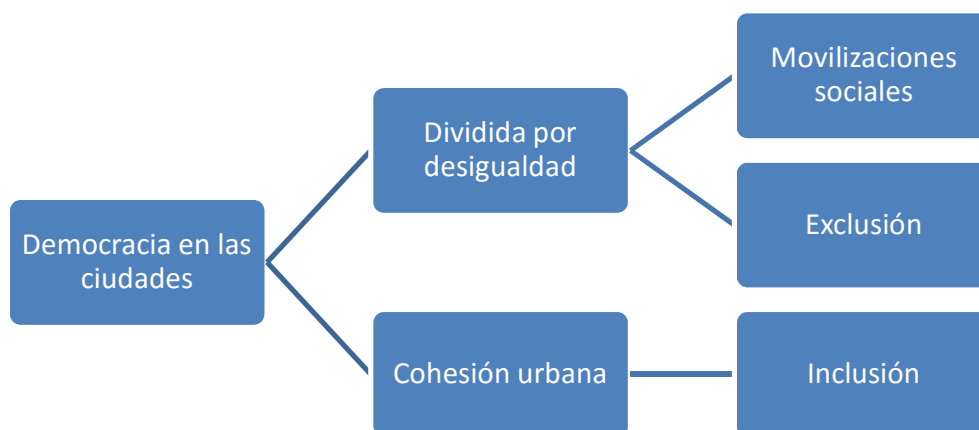 Democracia en las
ciudades
Dividida por
desigualdad
Movilizaciones
sociales
Exclusión
Cohesión urbana
Inclusión